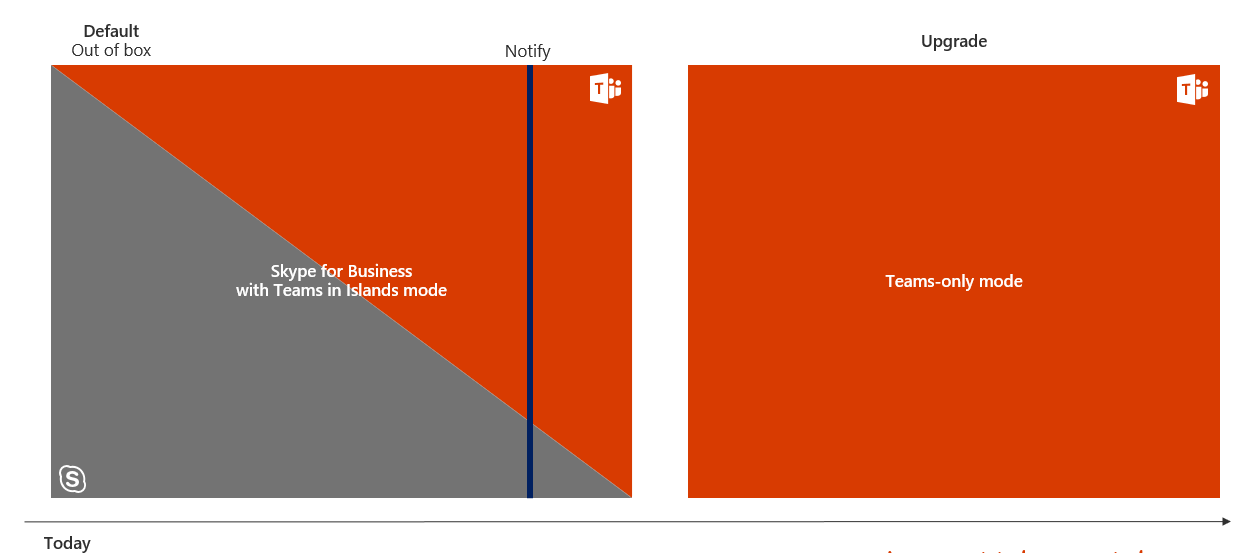 Default
Out of box
Notify
Upgrade
T
T
Skype for Business
with Teams in Islands mode
Teams-only mode
S
Today